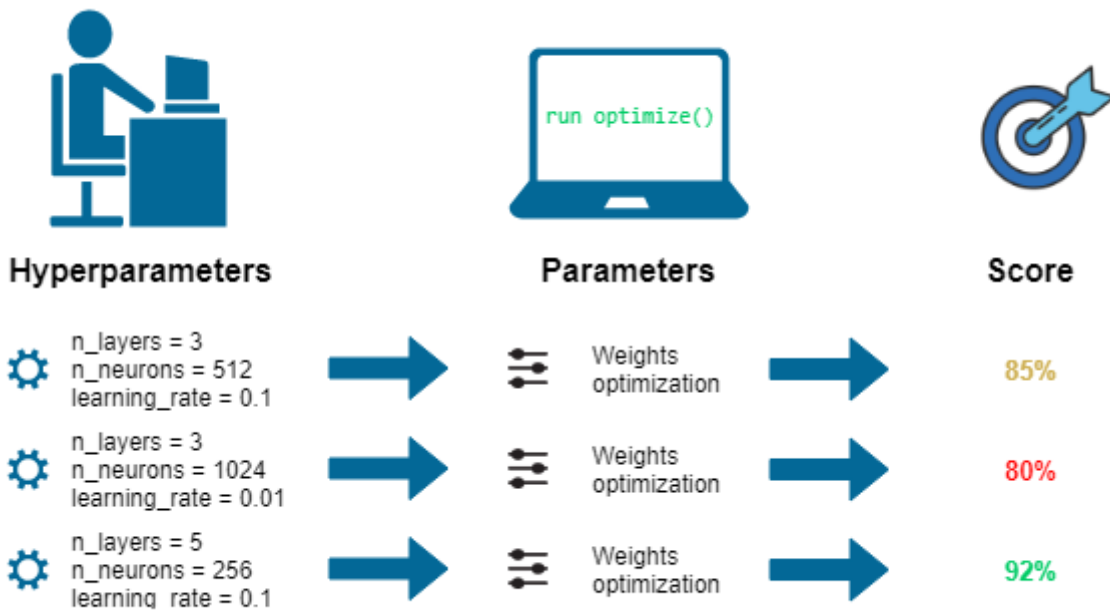 run optimize()
Hyperparameters
Parameters
Score
n_layers = 3
n_neurons = 512
learning_rate = 0.1
Weights
optimization
85%
n_layers = 3
n_neurons = 1024
learning_rate = 0.01
Weights
optimization
80%
n_layers = 5
n_neurons = 256
learning_rate = 0.1
Weights
optimization
92%